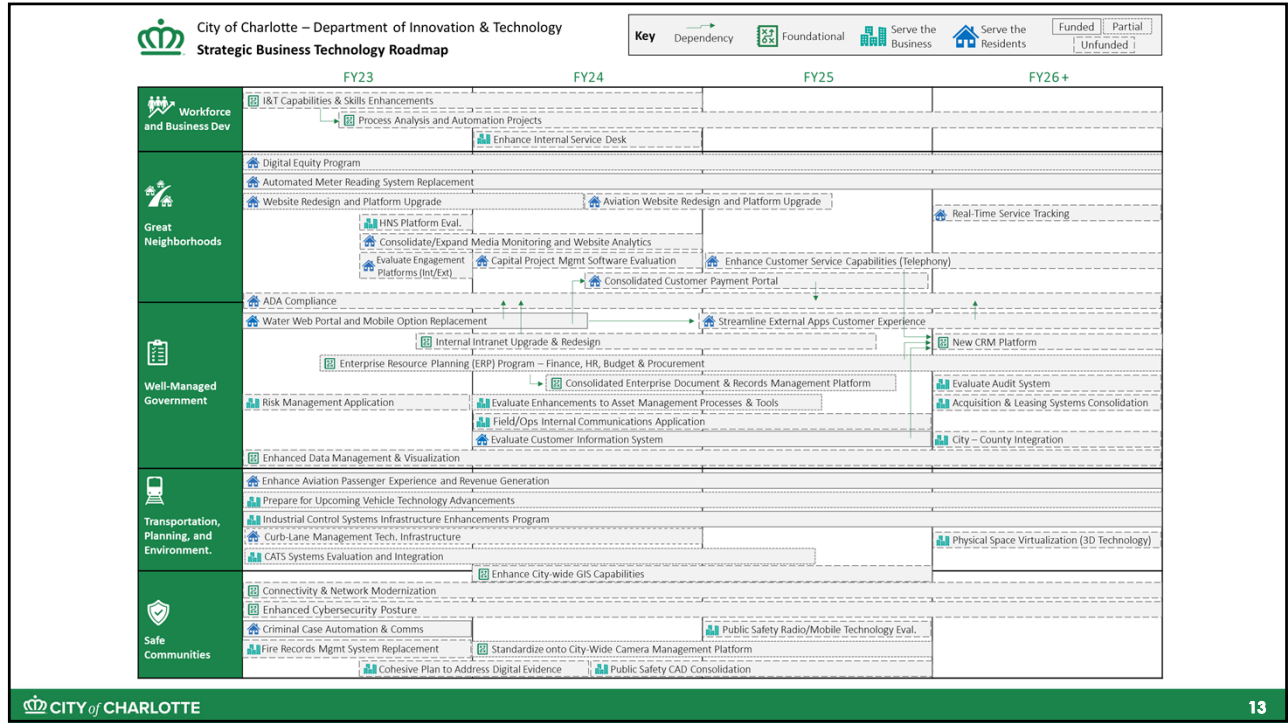 City of Charlotte – Department of Innovation & Technology
Strategic Business Technology Roadmap
Key
Dependency
Foundational
Serve the
Business
Serve the
Residents
Funded
Partial
Unfunded
FY23
FY24
FY25
FY26+
Workforce
and Business Dev
I&T Capabilities & Skills Enhancements
Process Analysis and Automation Projects
Enhance Internal Service Desk
Great
Neighborhoods
Digital Equity Program
Automated Meter Reading System Replacement
Website Redesign and Platform Upgrade
Aviation Website Redesign and Platform Upgrade
HNS Platform Eval.
Real-Time Service Tracking
Consolidate/Expand Media Monitoring and Website Analytics
Evaluate Engagement
Platforms (Int/Ext)
Capital Project Mgmt Software Evaluation
Enhance Customer Service Capabilities (Telephony)
Consolidated Customer Payment Portal
ADA Compliance
Well-Managed
Government
Water Web Portal and Mobile Option Replacement
Streamline External Apps Customer Experience
Internal Intranet Upgrade & Redesign
New CRM Platform
Enterprise Resource Planning (ERP) Program – Finance, HR, Budget & Procurement
Consolidated Enterprise Document & Records Management Platform
Evaluate Audit System
Risk Management Application
Evaluate Enhancements to Asset Management Processes & Tools
Acquisition & Leasing Systems Consolidation
Field/Ops Internal Communications Application
Evaluate Customer Information System
City – County Integration
Enhanced Data Management & Visualization
Transportation,
Planning, and
Environment.
Enhance Aviation Passenger Experience and Revenue Generation
Prepare for Upcoming Vehicle Technology Advancements
Industrial Control Systems Infrastructure Enhancements Program
Curb-Lane Management Tech. Infrastructure
Physical Space Virtualization (3D Technology)
CATS Systems Evaluation and Integration
Enhance City-wide GIS Capabilities
Safe
Communities
Connectivity & Network Modernization
Enhanced Cybersecurity Posture
Criminal Case Automation & Comms
Public Safety Radio/Mobile Technology Eval.
Fire Records Mgmt System Replacement
Standardize onto City-Wide Camera Management Platform
Cohesive Plan to Address Digital Evidence
Public Safety CAD Consolidation
CITY of CHARLOTTE
13